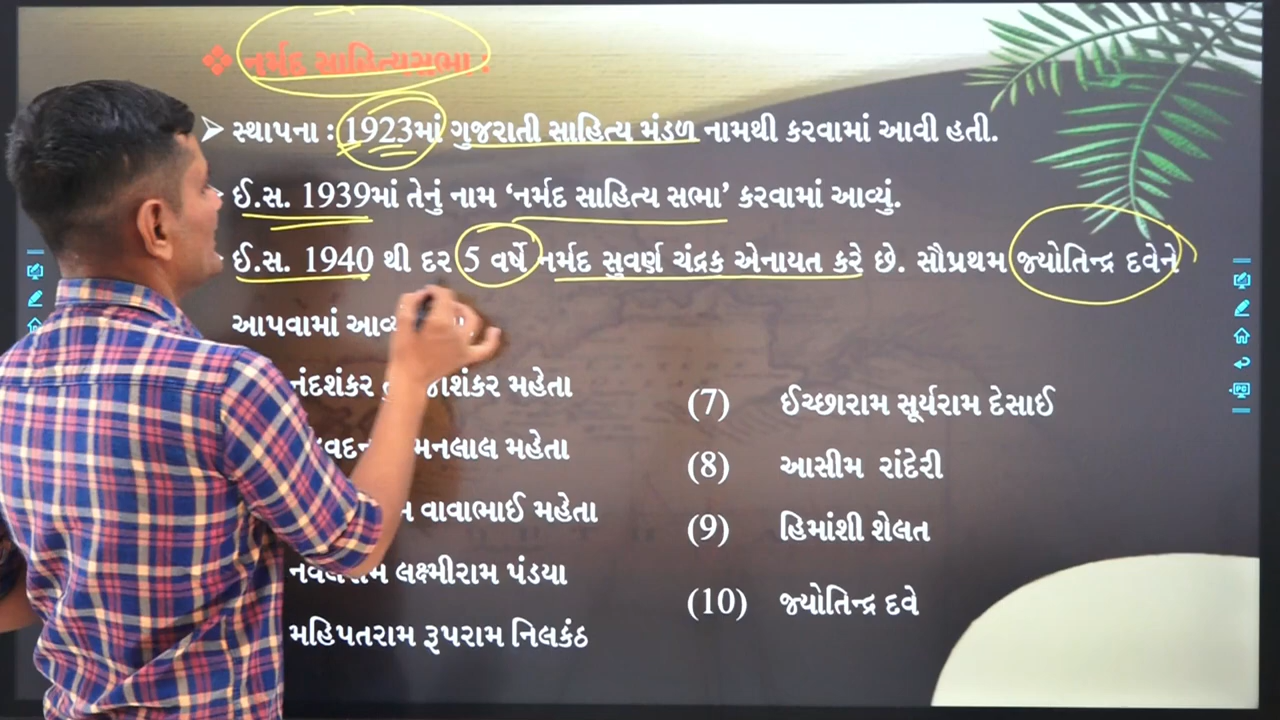 નર્મદ સાહિત્યસભા :
સ્થાપના : 1923માં ગુજરાતી સાહિત્ય મંડળ નામથી કરવામાં આવી હતી.
ઈ.સ. 1939માં તેનું નામ ‘નર્મદ સાહિત્ય સભા’ કરવામાં આવ્યું.
ઈ.સ. 1940 થી દર 5 વર્ષે નર્મદ સુવર્ણ ચંદ્રક એનાયત કરે છે. સૌપ્રથમ જ્યોતિન્દ્ર દવેને
આપવામાં
નંદશંકર મહેતા
મહેતા
વાવાભાઈ મહેતા
નવલરામ લક્ષ્મીરામ પંડયા
મહિપતરામ રૂપરામ નિલકંઠ
(7) ઈચ્છારામ સૂર્યરામ દેસાઈ
(8) આસીમ રાંદેરી
(9) હિમાંશી શેલત
(10) જ્યોતિન્દ્ર દવે